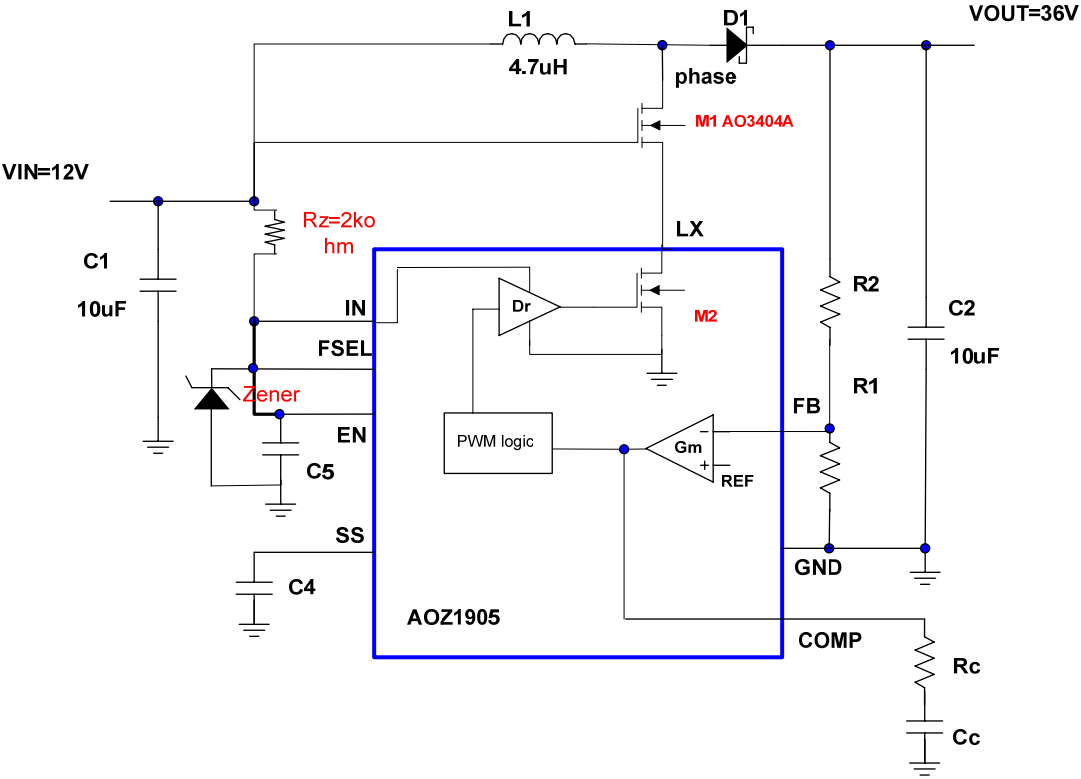 L1
D1
VOUT=36V
4.7uH
phase
M1 AO3404A
VIN=12V
Rz=2ko
hm
LX
C1
10uF
IN
Dr
M2
R2
C2
10uF
FSEL
Zener
R1
FB
EN
PWM logic
−
Gm
+
REF
C5
SS
GND
C4
AOZ1905
COMP
Rc
Cc